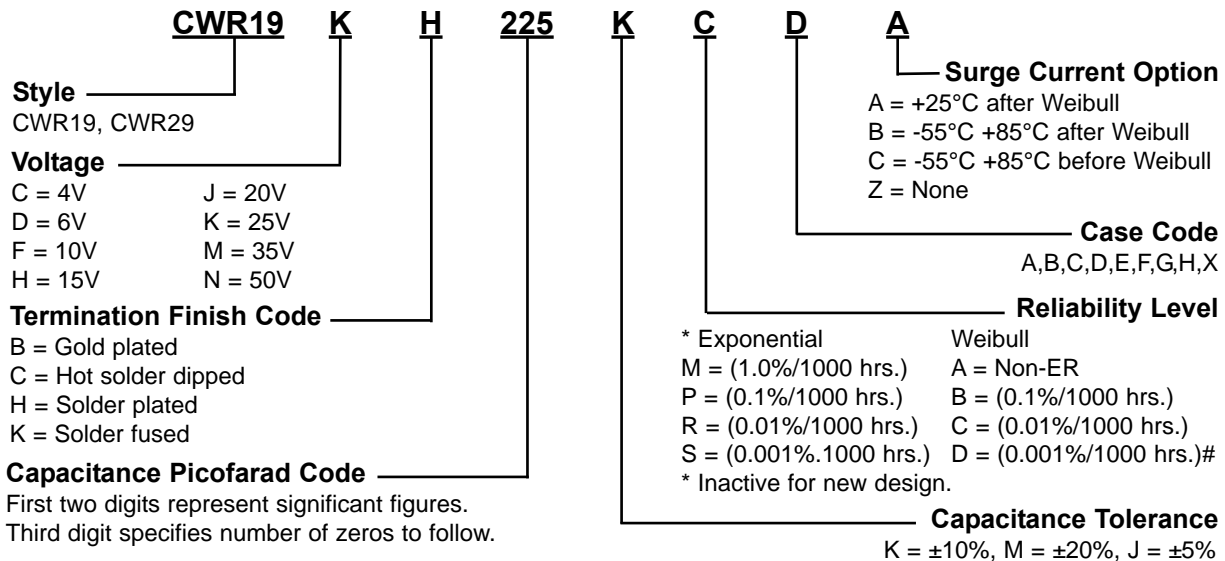 CWR19 K H 225 K C D A
Style
CWR19, CWR29
Voltage
C = 4V J = 20V
D = 6V K = 25V
F = 10V M = 35V
H = 15V N = 50V
Termination Finish Code
B = Gold plated
C = Hot solder dipped
H = Solder plated
K = Solder fused
Capacitance Picofarad Code
First two digits represent significant figures.
Third digit specifies number of zeros to follow.
Surge Current Option
A = +25°C after Weibull
B = -55°C +85°C after Weibull
C = -55°C +85°C before Weibull
Z = None
Case Code
A,B,C,D,E,F,G,H,X
Reliability Level
* Exponential Weibull
M = (1.0%/1000 hrs.) A = Non-ER
P = (0.1%/1000 hrs.) B = (0.1%/1000 hrs.)
R = (0.01%/1000 hrs.) C = (0.01%/1000 hrs.)
S = (0.001%.1000 hrs.) D = (0.001%/1000 hrs.)#
* Inactive for new design.
Capacitance Tolerance
K = ±10%, M = ±20%, J = ±5%